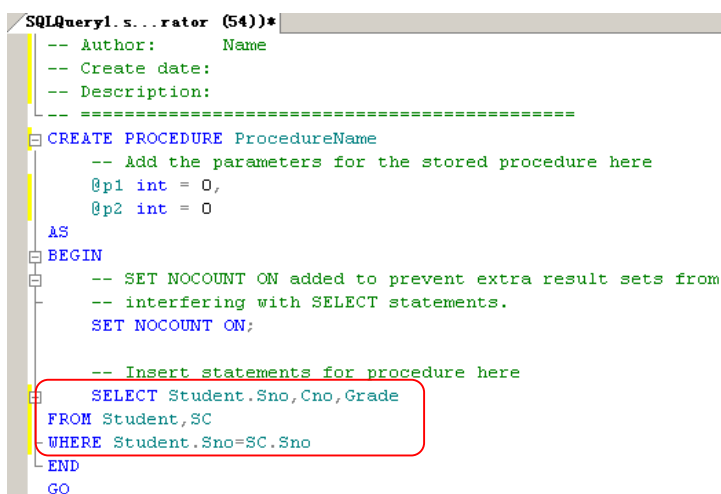 SQLQuery1.s...rator (54))*
-- Author:      Name
-- Create date:
-- Description:
-- =============================================
CREATE PROCEDURE ProcedureName
-- Add the parameters for the stored procedure here
@p1 int = 0,
@p2 int = 0
AS
BEGIN
-- SET NOCOUNT ON added to prevent extra result sets from
-- interfering with SELECT statements.
SET NOCOUNT ON;
-- Insert statements for procedure here
SELECT Student.Sno,Cno,Grade
FROM Student,SC
WHERE Student.Sno=SC.Sno
END
GO